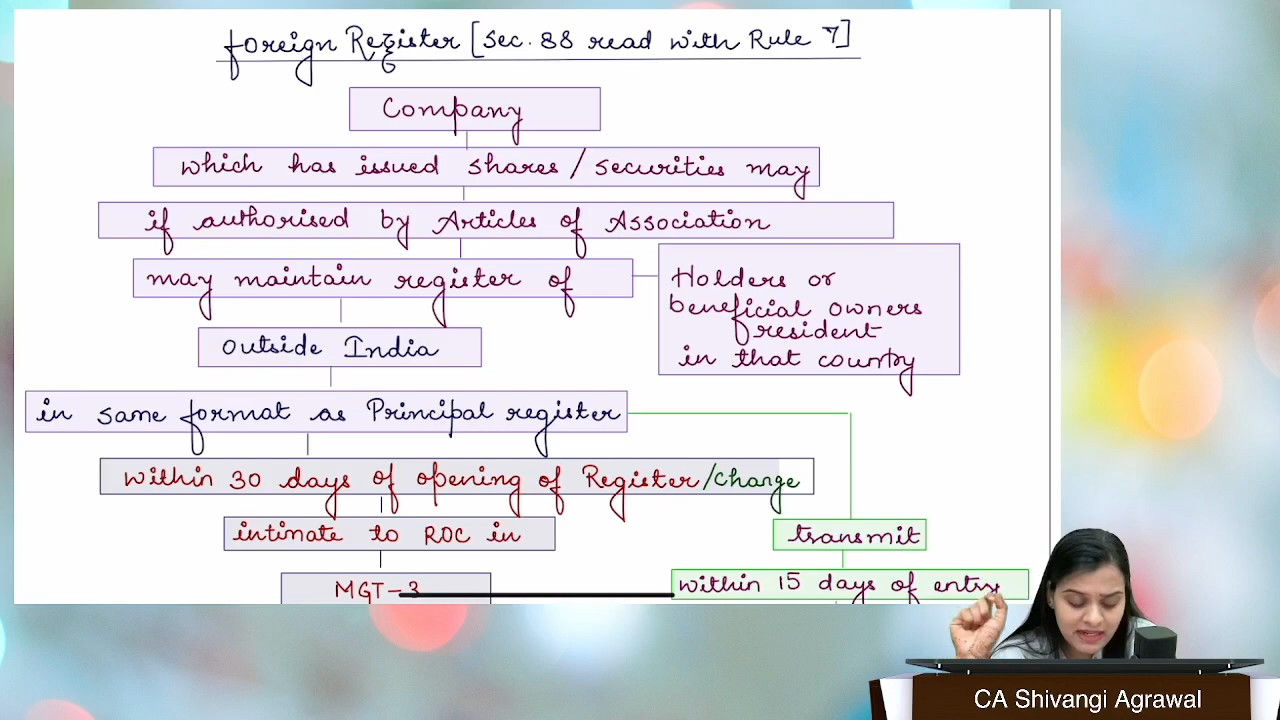 foreign Register [Sec. 88 read with Rule 7]
Company
which has issued shares / securities may
if authorised by Articles of Association
may maintain register of
Holders or
beneficial owners
resident
in that country
outside India
in same format as Principal register
within 30 days of opening of Register/change
intimate to ROC in
transmit
MGT-3
within 15 days of entry
CA Shivangi Agrawal